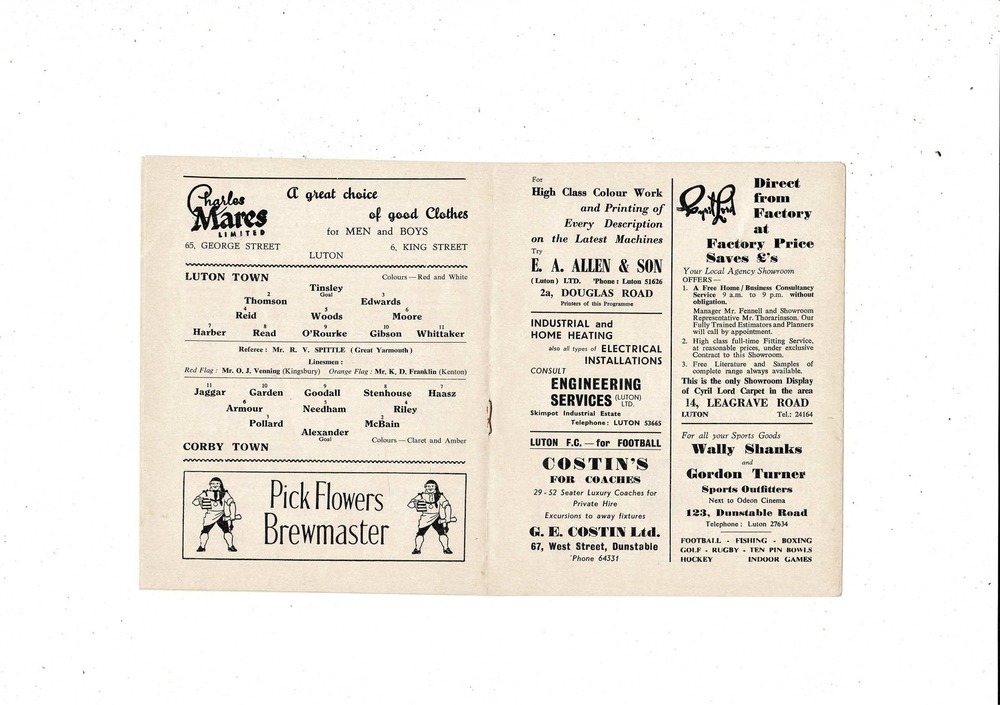 Charles Mares LIMITED
A great choice
of good Clothes
for MEN and BOYS
65, GEORGE STREET 6, KING STREET
LUTON
LUTON TOWN Colours—Red and White
Tinsley
Goal
2 3
Thomson Edwards
4 5 6
Reid Woods Moore
7 8 9 10 11
Harber Read O'Rourke Gibson Whittaker
Referee: Mr. R. V. SPITTLE (Great Yarmouth)
Linesmen:
Red Flag: Mr. O. J. Venning (Kingsbury) Orange Flag: Mr. K. D. Franklin (Kenton)
11 10 9 8 7
Jaggar Garden Goodall Stenhouse Haasz
6 5 4
Armour Needham Riley
3 2
Pollard McBain
Alexander
Goal
Colours—Claret and Amber
CORBY TOWN
Pick Flowers
Brewmaster
For
High Class Colour Work
and Printing of
Every Description
on the Latest Machines
Try
E. A. ALLEN & SON
(Luton) LTD. 'Phone: Luton 51626
2a, DOUGLAS ROAD
Printers of this Programme
INDUSTRIAL and
HOME HEATING
also all types of ELECTRICAL
INSTALLATIONS
CONSULT
ENGINEERING
SERVICES (LUTON) LTD.
Skimpot Industrial Estate
Telephone: LUTON 53665
LUTON F.C.—for FOOTBALL
COSTIN'S
FOR COACHES
29-52 Seater Luxury Coaches for
Private Hire
Excursions to away fixtures
G. E. COSTIN Ltd.
67, West Street, Dunstable
'Phone 64331
Cyril Lord
Direct
from
Factory
at
Factory Price
Saves £'s
Your Local Agency Showroom
OFFERS—
1. A Free Home/Business Consultancy
Service 9 a.m. to 9 p.m. without
obligation.
Manager Mr. Fennell and Showroom
Representative Mr. Thorarinsson. Our
Fully Trained Estimators and Planners
will call by appointment.
2. High class full-time Fitting Service,
at reasonable prices, under exclusive
Contract to this Showroom.
3. Free Literature and Samples of
complete range always available.
This is the only Showroom Display
of Cyril Lord Carpet in the area
14, LEAGRAVE ROAD
LUTON Tel.: 24164
For all your Sports Goods
Wally Shanks
and
Gordon Turner
Sports Outfitters
Next to Odeon Cinema
123, Dunstable Road
Telephone: Luton 27634
FOOTBALL - FISHING - BOXING
GOLF - RUGBY - TEN PIN BOWLS
HOCKEY INDOOR GAMES